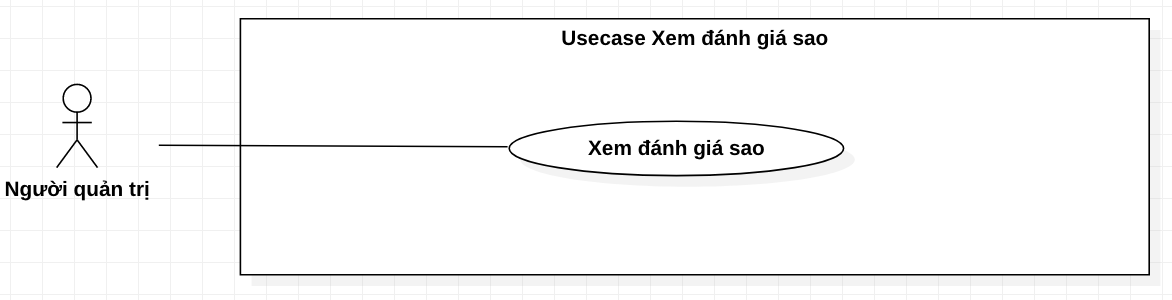 Usecase Xem đánh giá sao
Xem đánh giá sao
Người quản trị